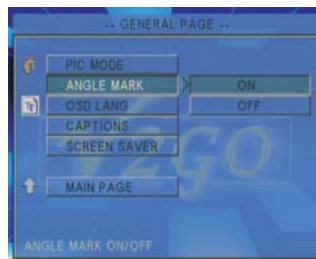 -- GENERAL PAGE --
PIC MODE
ANGLE MARK
ON
OSD LANG
OFF
CAPTIONS
SCREEN SAVER
MAIN PAGE
ANGLE MARK ON/OFF